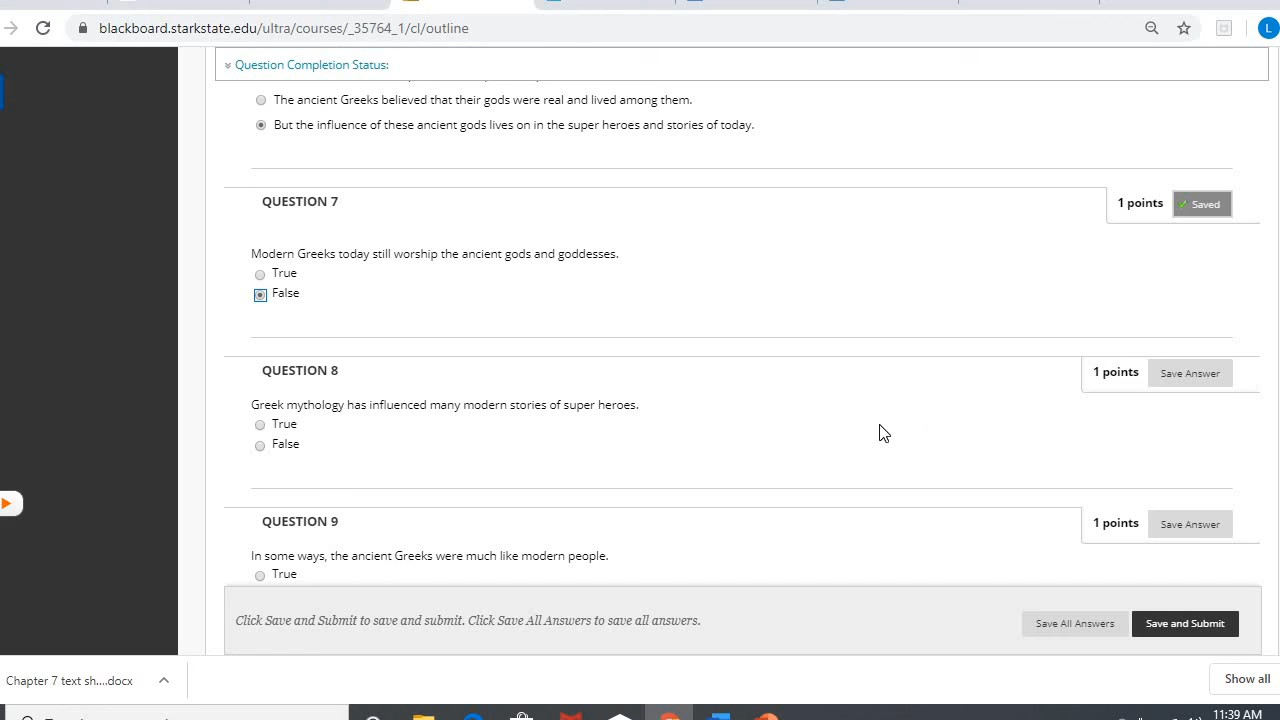 blackboard.starkstate.edu/ultra/courses/_35764_1/cl/outline
L
Question Completion Status:
The ancient Greeks believed that their gods were real and lived among them.
But the influence of these ancient gods lives on in the super heroes and stories of today.
QUESTION 7
1 points
Saved
Modern Greeks today still worship the ancient gods and goddesses.
True
False
QUESTION 8
1 points
Save Answer
Greek mythology has influenced many modern stories of super heroes.
True
False
QUESTION 9
1 points
Save Answer
In some ways, the ancient Greeks were much like modern people.
True
Click Save and Submit to save and submit. Click Save All Answers to save all answers.
Save All Answers
Save and Submit
Chapter 7 text sh....docx
Show all
11:39 AM